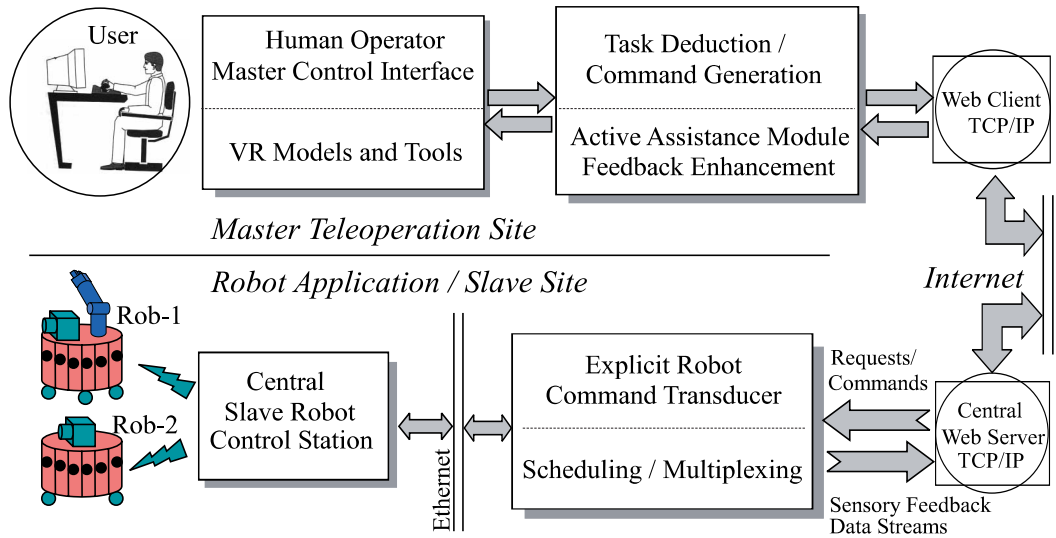 User
Human Operator
Master Control Interface
VR Models and Tools
Task Deduction /
Command Generation
Active Assistance Module
Feedback Enhancement
Web Client
TCP/IP
Master Teleoperation Site
Internet
Robot Application / Slave Site
Rob-1
Rob-2
Central
Slave Robot
Control Station
Ethernet
Explicit Robot
Command Transducer
Scheduling / Multiplexing
Requests/
Commands
Sensory Feedback
Data Streams
Central
Web Server
TCP/IP